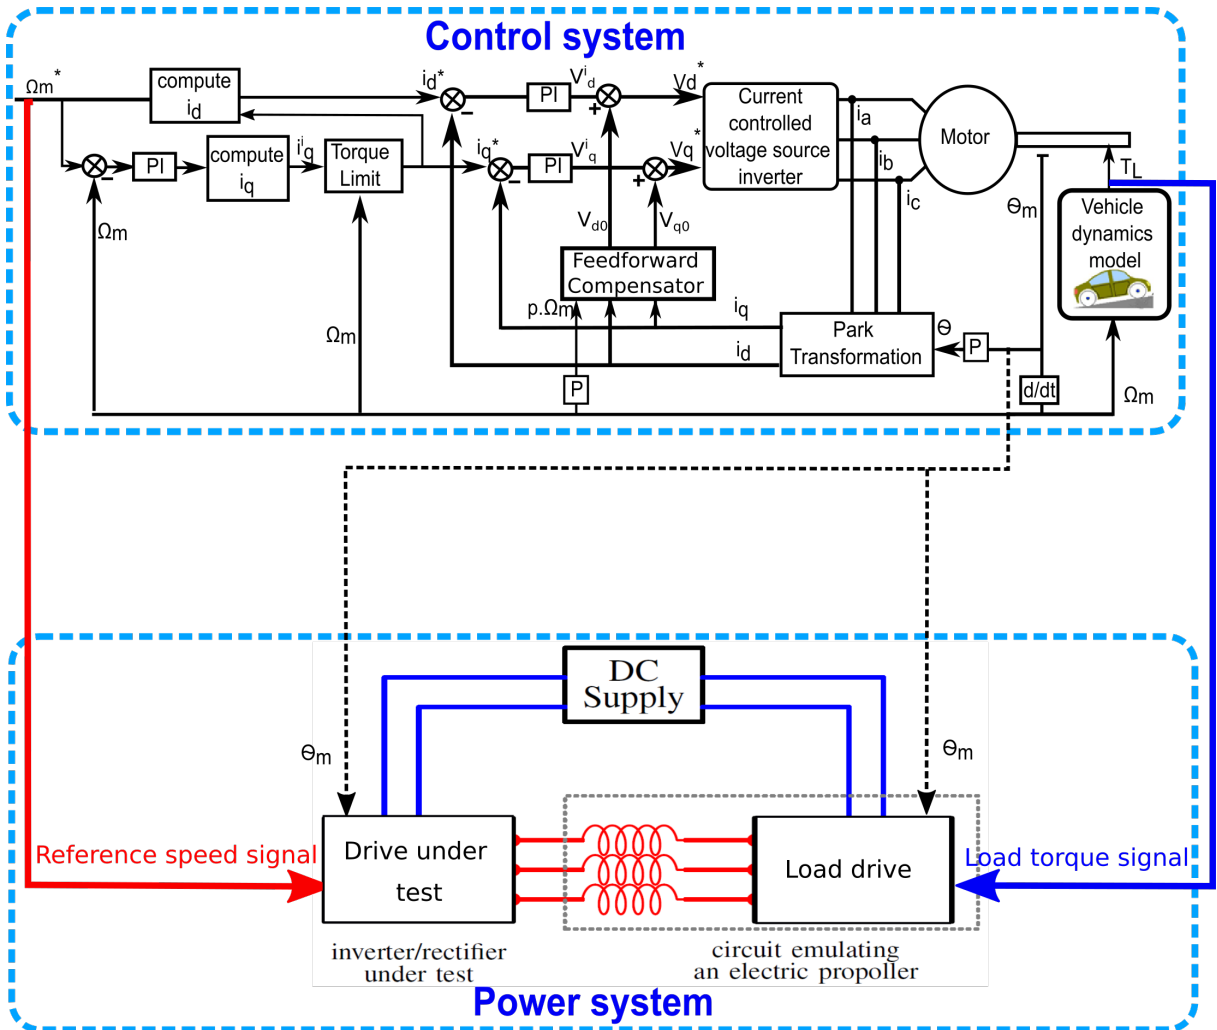 Control system
Ωm*
compute
id
id*
-
PI
Vid
+
Vd*
Current
controlled
voltage source
inverter
ia
ib
ic
Motor
TL
-
PI
compute
iq
iiq
Torque
Limit
iq*
-
PI
Viq
+
Vq*
Ωm
Vd0
Vq0
Feedforward
Compensator
p.Ωm
Ωm
iq
id
Park
Transformation
Θ
P
Θm
Vehicle
dynamics
model
P
d/dt
Ωm
DC
Supply
Θm
Θm
Reference speed signal
Drive under
test
Load drive
Load torque signal
inverter/rectifier
under test
circuit emulating
an electric propoller
Power system